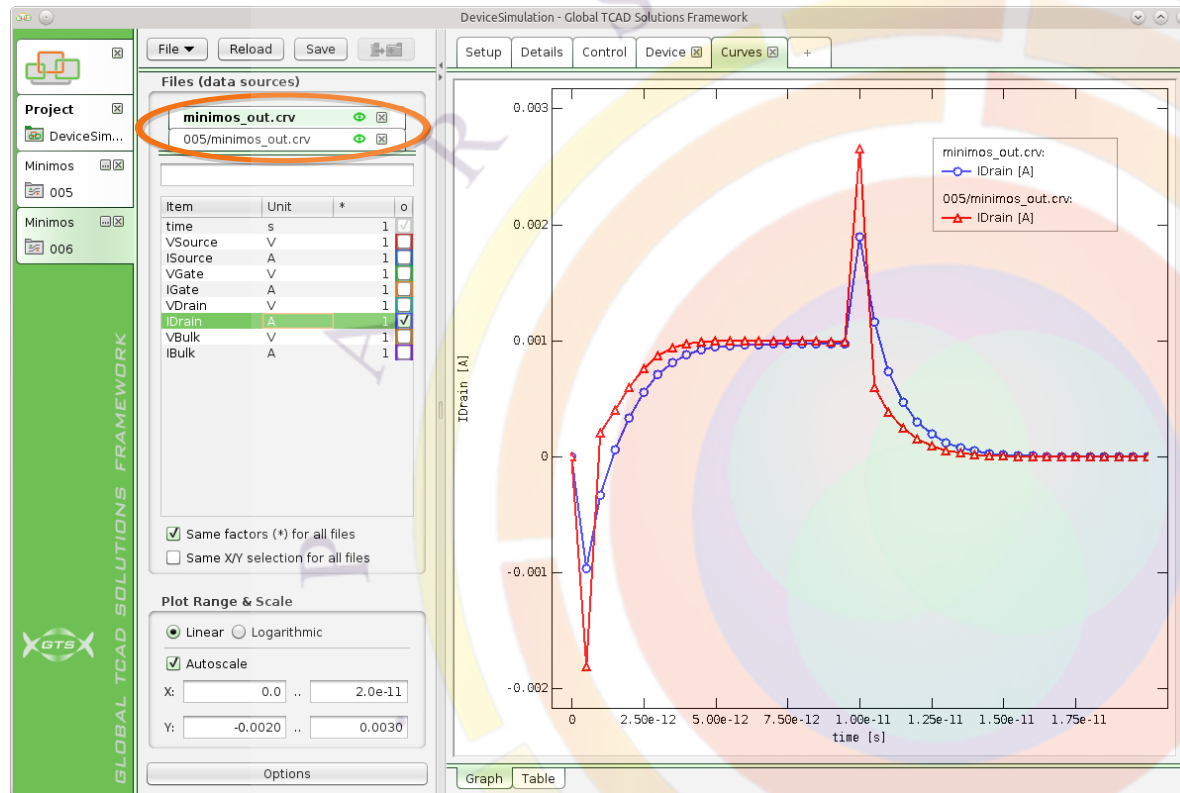 DeviceSimulation - Global TCAD Solutions Framework
File Reload Save
Setup Details Control Device Curves +
Project
DeviceSim...
Minimos
005
Minimos
006
GLOBAL TCAD SOLUTIONS FRAMEWORK
GTS
Files (data sources)
minimos_out.crv
005/minimos_out.crv
Item Unit * o
time s 1
VSource V 1
ISource A 1
VGate V 1
IGate A 1
VDrain V 1
IDrain A 1
VBulk V 1
IBulk A 1
Same factors (*) for all files
Same X/Y selection for all files
Plot Range & Scale
Linear Logarithmic
Autoscale
X: 0.0 .. 2.0e-11
Y: -0.0020 .. 0.0030
Options
0.003
0.002
0.001
0
-0.001
-0.002
IDrain [A]
minimos_out.crv:
IDrain [A]
005/minimos_out.crv:
IDrain [A]
0 2.50e-12 5.00e-12 7.50e-12 1.00e-11 1.25e-11 1.50e-11 1.75e-11
time [s]
Graph Table
P A R S